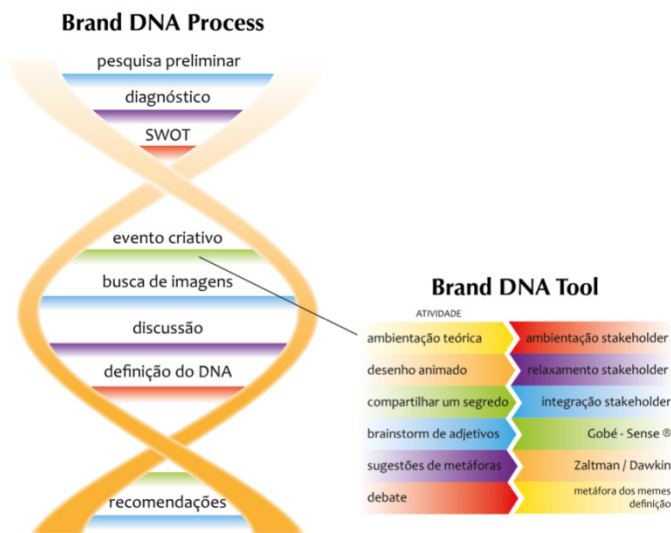 Brand DNA Process
pesquisa preliminar
diagnóstico
SWOT
evento criativo
busca de imagens
discussão
definição do DNA
recomendações
Brand DNA Tool
ATIVIDADE
ambientação teórica
ambientação stakeholder
desenho animado
relaxamento stakeholder
compartilhar um segredo
integração stakeholder
brainstorm de adjetivos
Gobé - Sense ®
sugestões de metáforas
Zaltman / Dawkin
debate
metáfora dos memes
definição